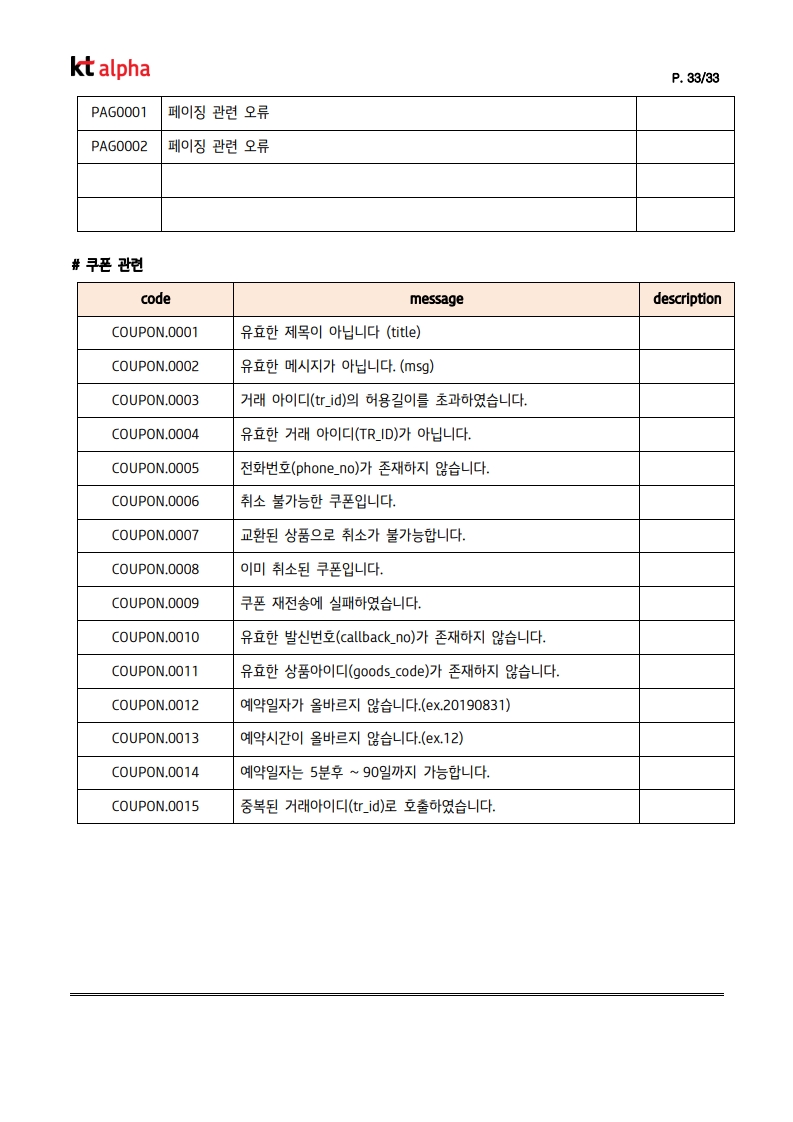 kt alpha
P. 33/33
PAG0001 페이징 관련 오류
PAG0002 페이징 관련 오류
# 쿠폰 관련
code message description
COUPON.0001 유효한 제목이 아닙니다 (title)
COUPON.0002 유효한 메시지가 아닙니다. (msg)
COUPON.0003 거래 아이디(tr_id)의 허용길이를 초과하였습니다.
COUPON.0004 유효한 거래 아이디(TR_ID)가 아닙니다.
COUPON.0005 전화번호(phone_no)가 존재하지 않습니다.
COUPON.0006 취소 불가능한 쿠폰입니다.
COUPON.0007 교환된 상품으로 취소가 불가능합니다.
COUPON.0008 이미 취소된 쿠폰입니다.
COUPON.0009 쿠폰 재전송에 실패하였습니다.
COUPON.0010 유효한 발신번호(callback_no)가 존재하지 않습니다.
COUPON.0011 유효한 상품아이디(goods_code)가 존재하지 않습니다.
COUPON.0012 예약일자가 올바르지 않습니다.(ex.20190831)
COUPON.0013 예약시간이 올바르지 않습니다.(ex.12)
COUPON.0014 예약일자는 5분후 ~ 90일까지 가능합니다.
COUPON.0015 중복된 거래아이디(tr_id)로 호출하였습니다.